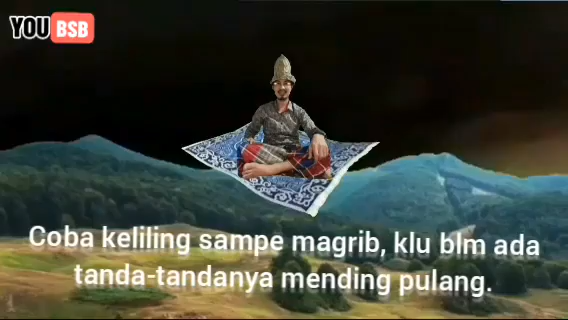 YOU BSB
Coba keliling sampe magrib, klu blm ada
tanda-tandanya mending pulang.